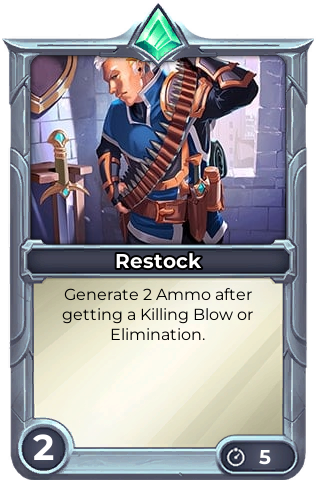 Restock
Generate 2 Ammo after
getting a Killing Blow or
Elimination.
2
5